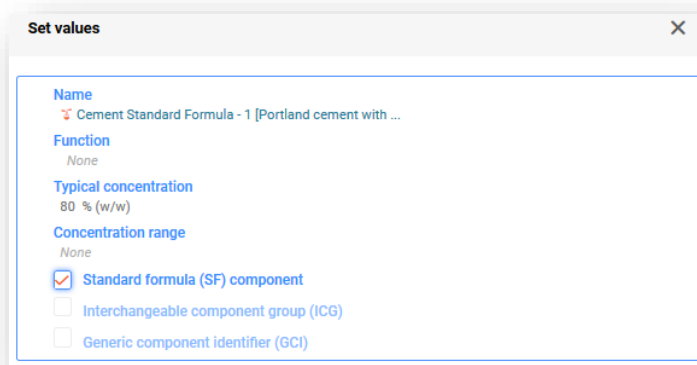 Set values
Name
Cement Standard Formula - 1 [Portland cement with ...
Function
None
Typical concentration
80 % (w/w)
Concentration range
None
Standard formula (SF) component
Interchangeable component group (ICG)
Generic component identifier (GCI)